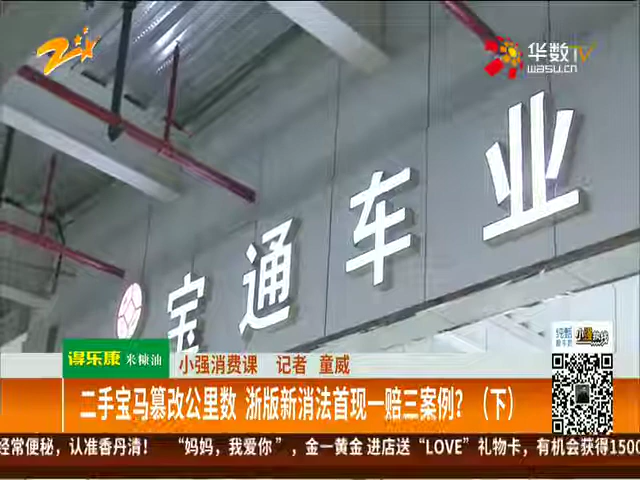 华数TV
wasu.cn
宝通车业
得乐康 米糠油
小强消费课 记者 童威
小强热线
二手宝马篡改公里数 浙版新消法首现一赔三案例？（下）
经常便秘，认准香丹清！ “妈妈，我爱你 ”，金一黄金 进店送 “LOVE” 礼物卡，有机会获得1500